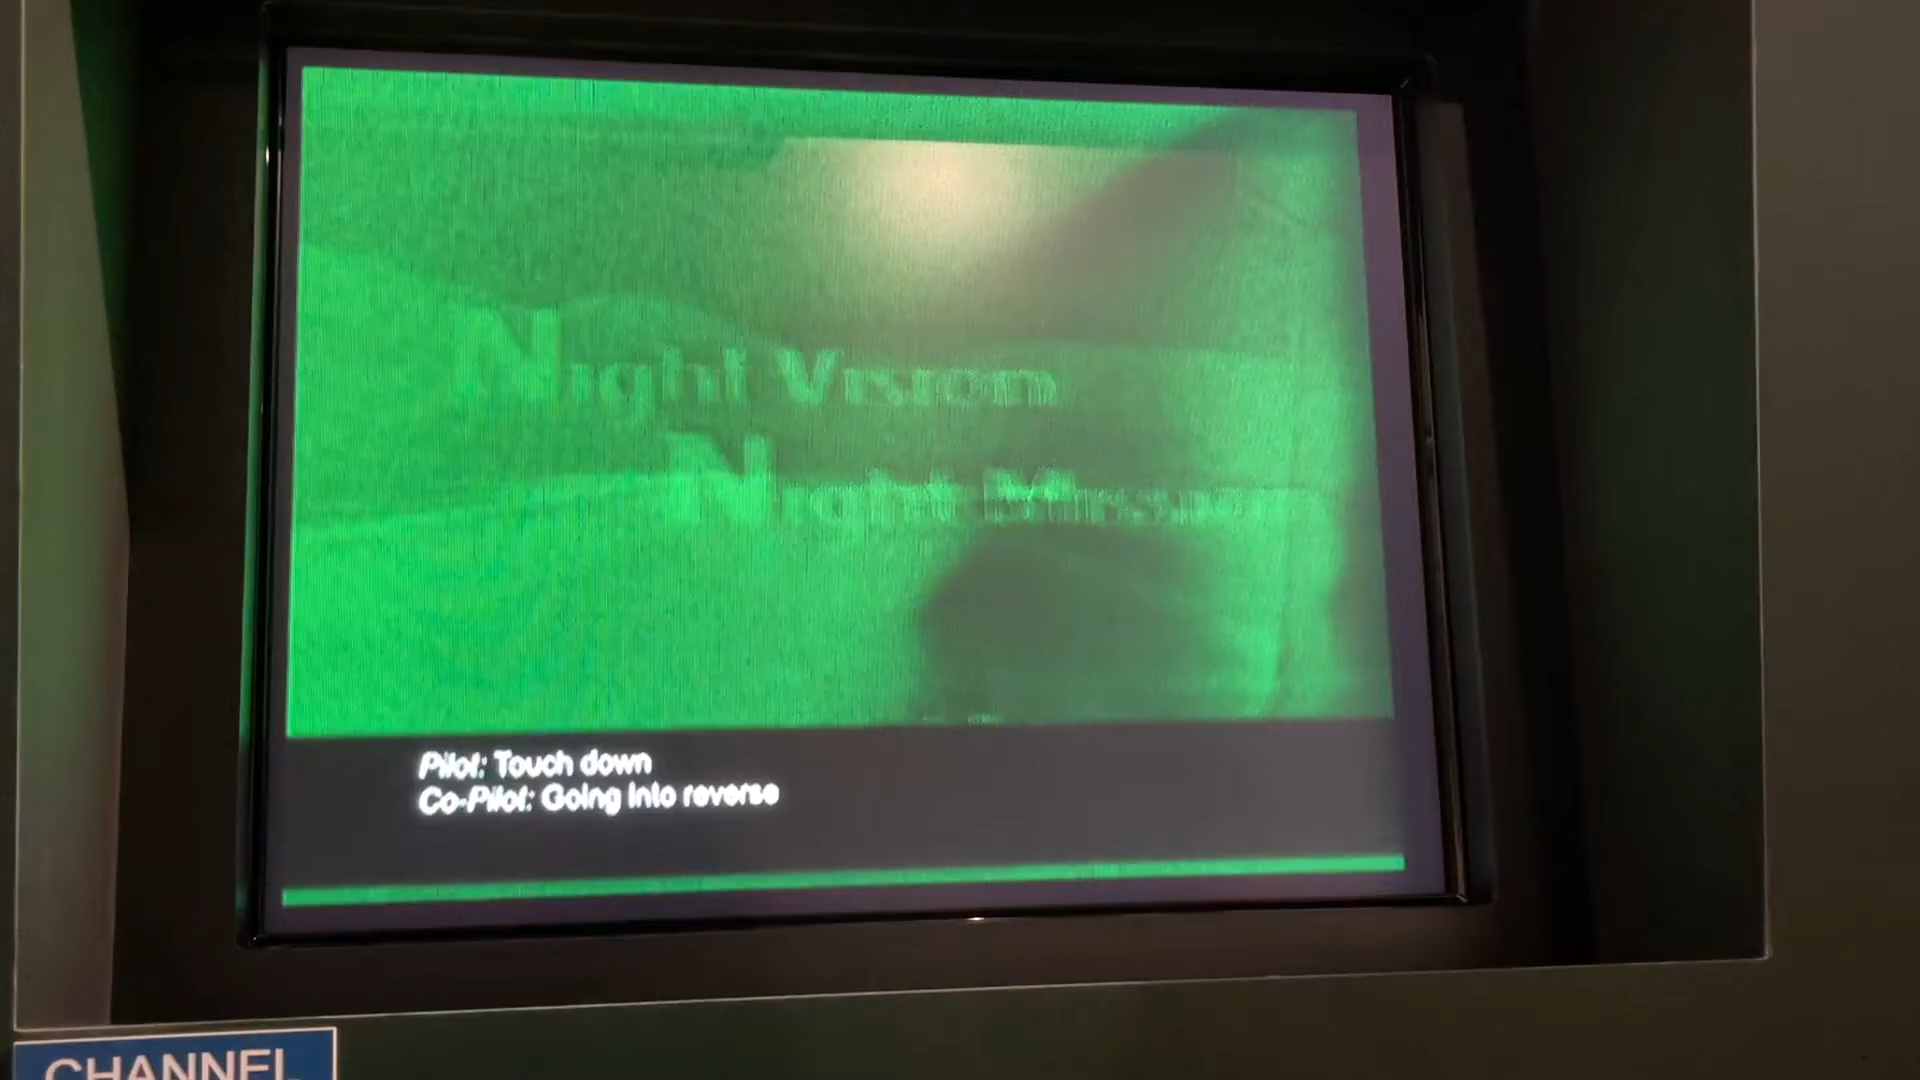 Night Vision
Night Mission
Pilot: Touch down
Co-Pilot: Going into reverse
CHANNEL